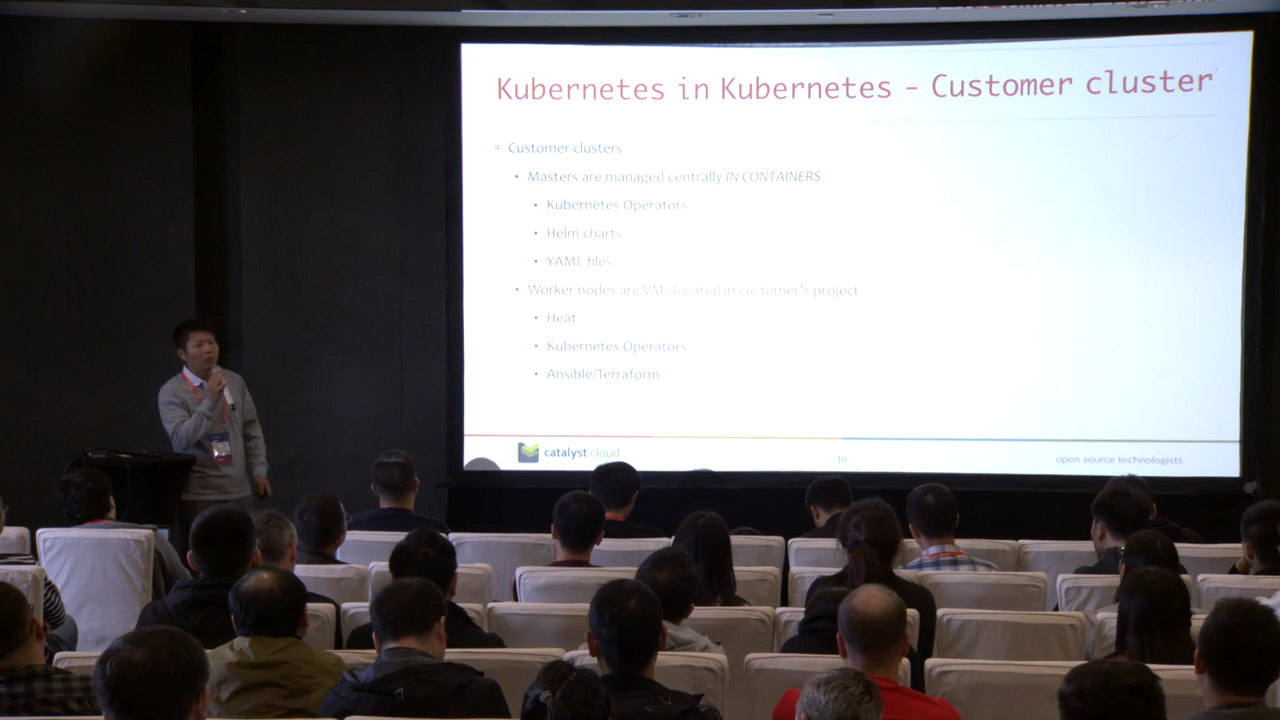 Kubernetes in Kubernetes - Customer cluster
Customer clusters
Masters are managed centrally IN CONTAINERS
Kubernetes Operators
Helm charts
YAML files
Worker nodes are VMs located in customer's project
Heat
Kubernetes Operators
Ansible/Terraform
catalyst cloud
10
open source technologists